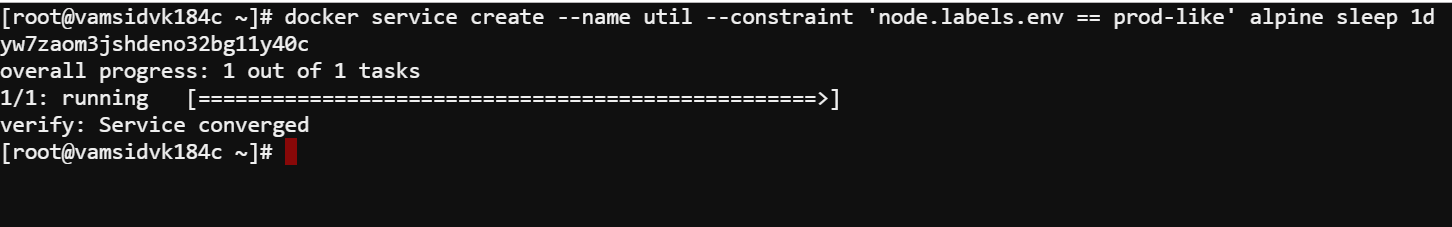 [root@vamsidvk184c ~]# docker service create --name util --constraint 'node.labels.env == prod-like' alpine sleep 1d
yw7zaom3jshdeno32bg11y40c
overall progress: 1 out of 1 tasks
1/1: running   [==================================================>]
verify: Service converged
[root@vamsidvk184c ~]#